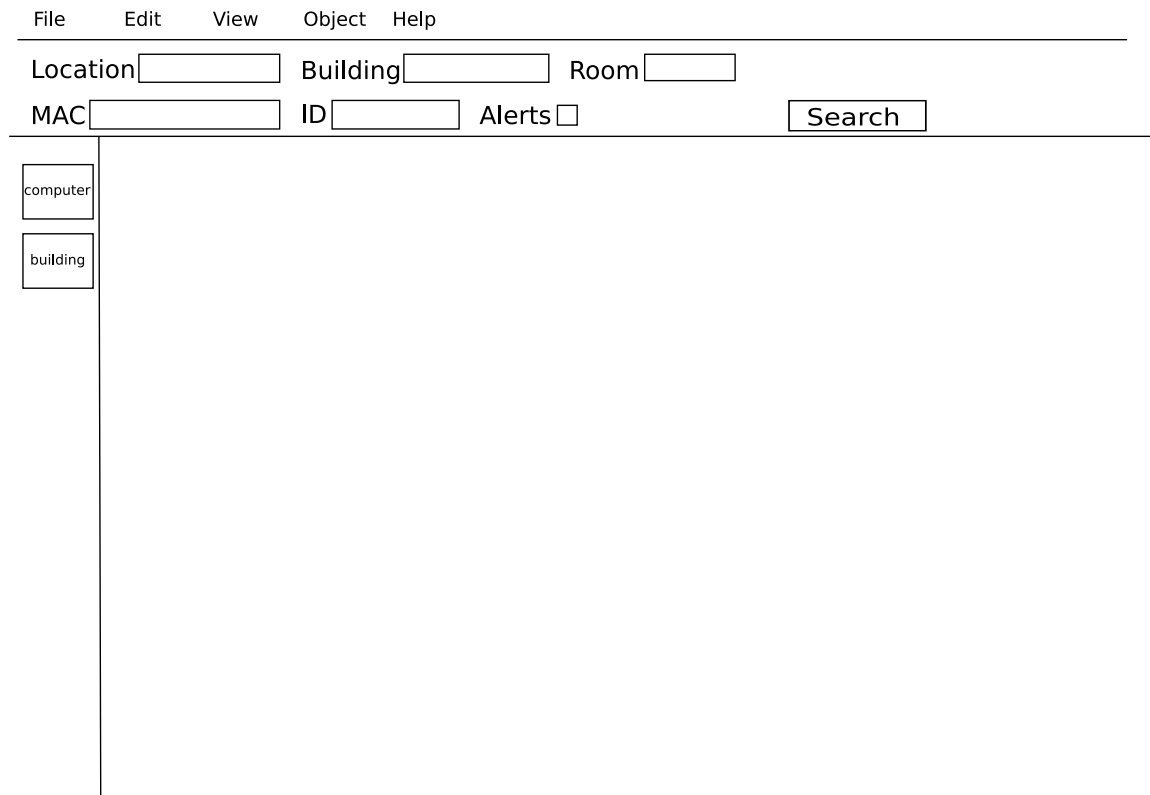 File Edit View Object Help
Location Building Room
MAC ID Alerts Search
computer
building